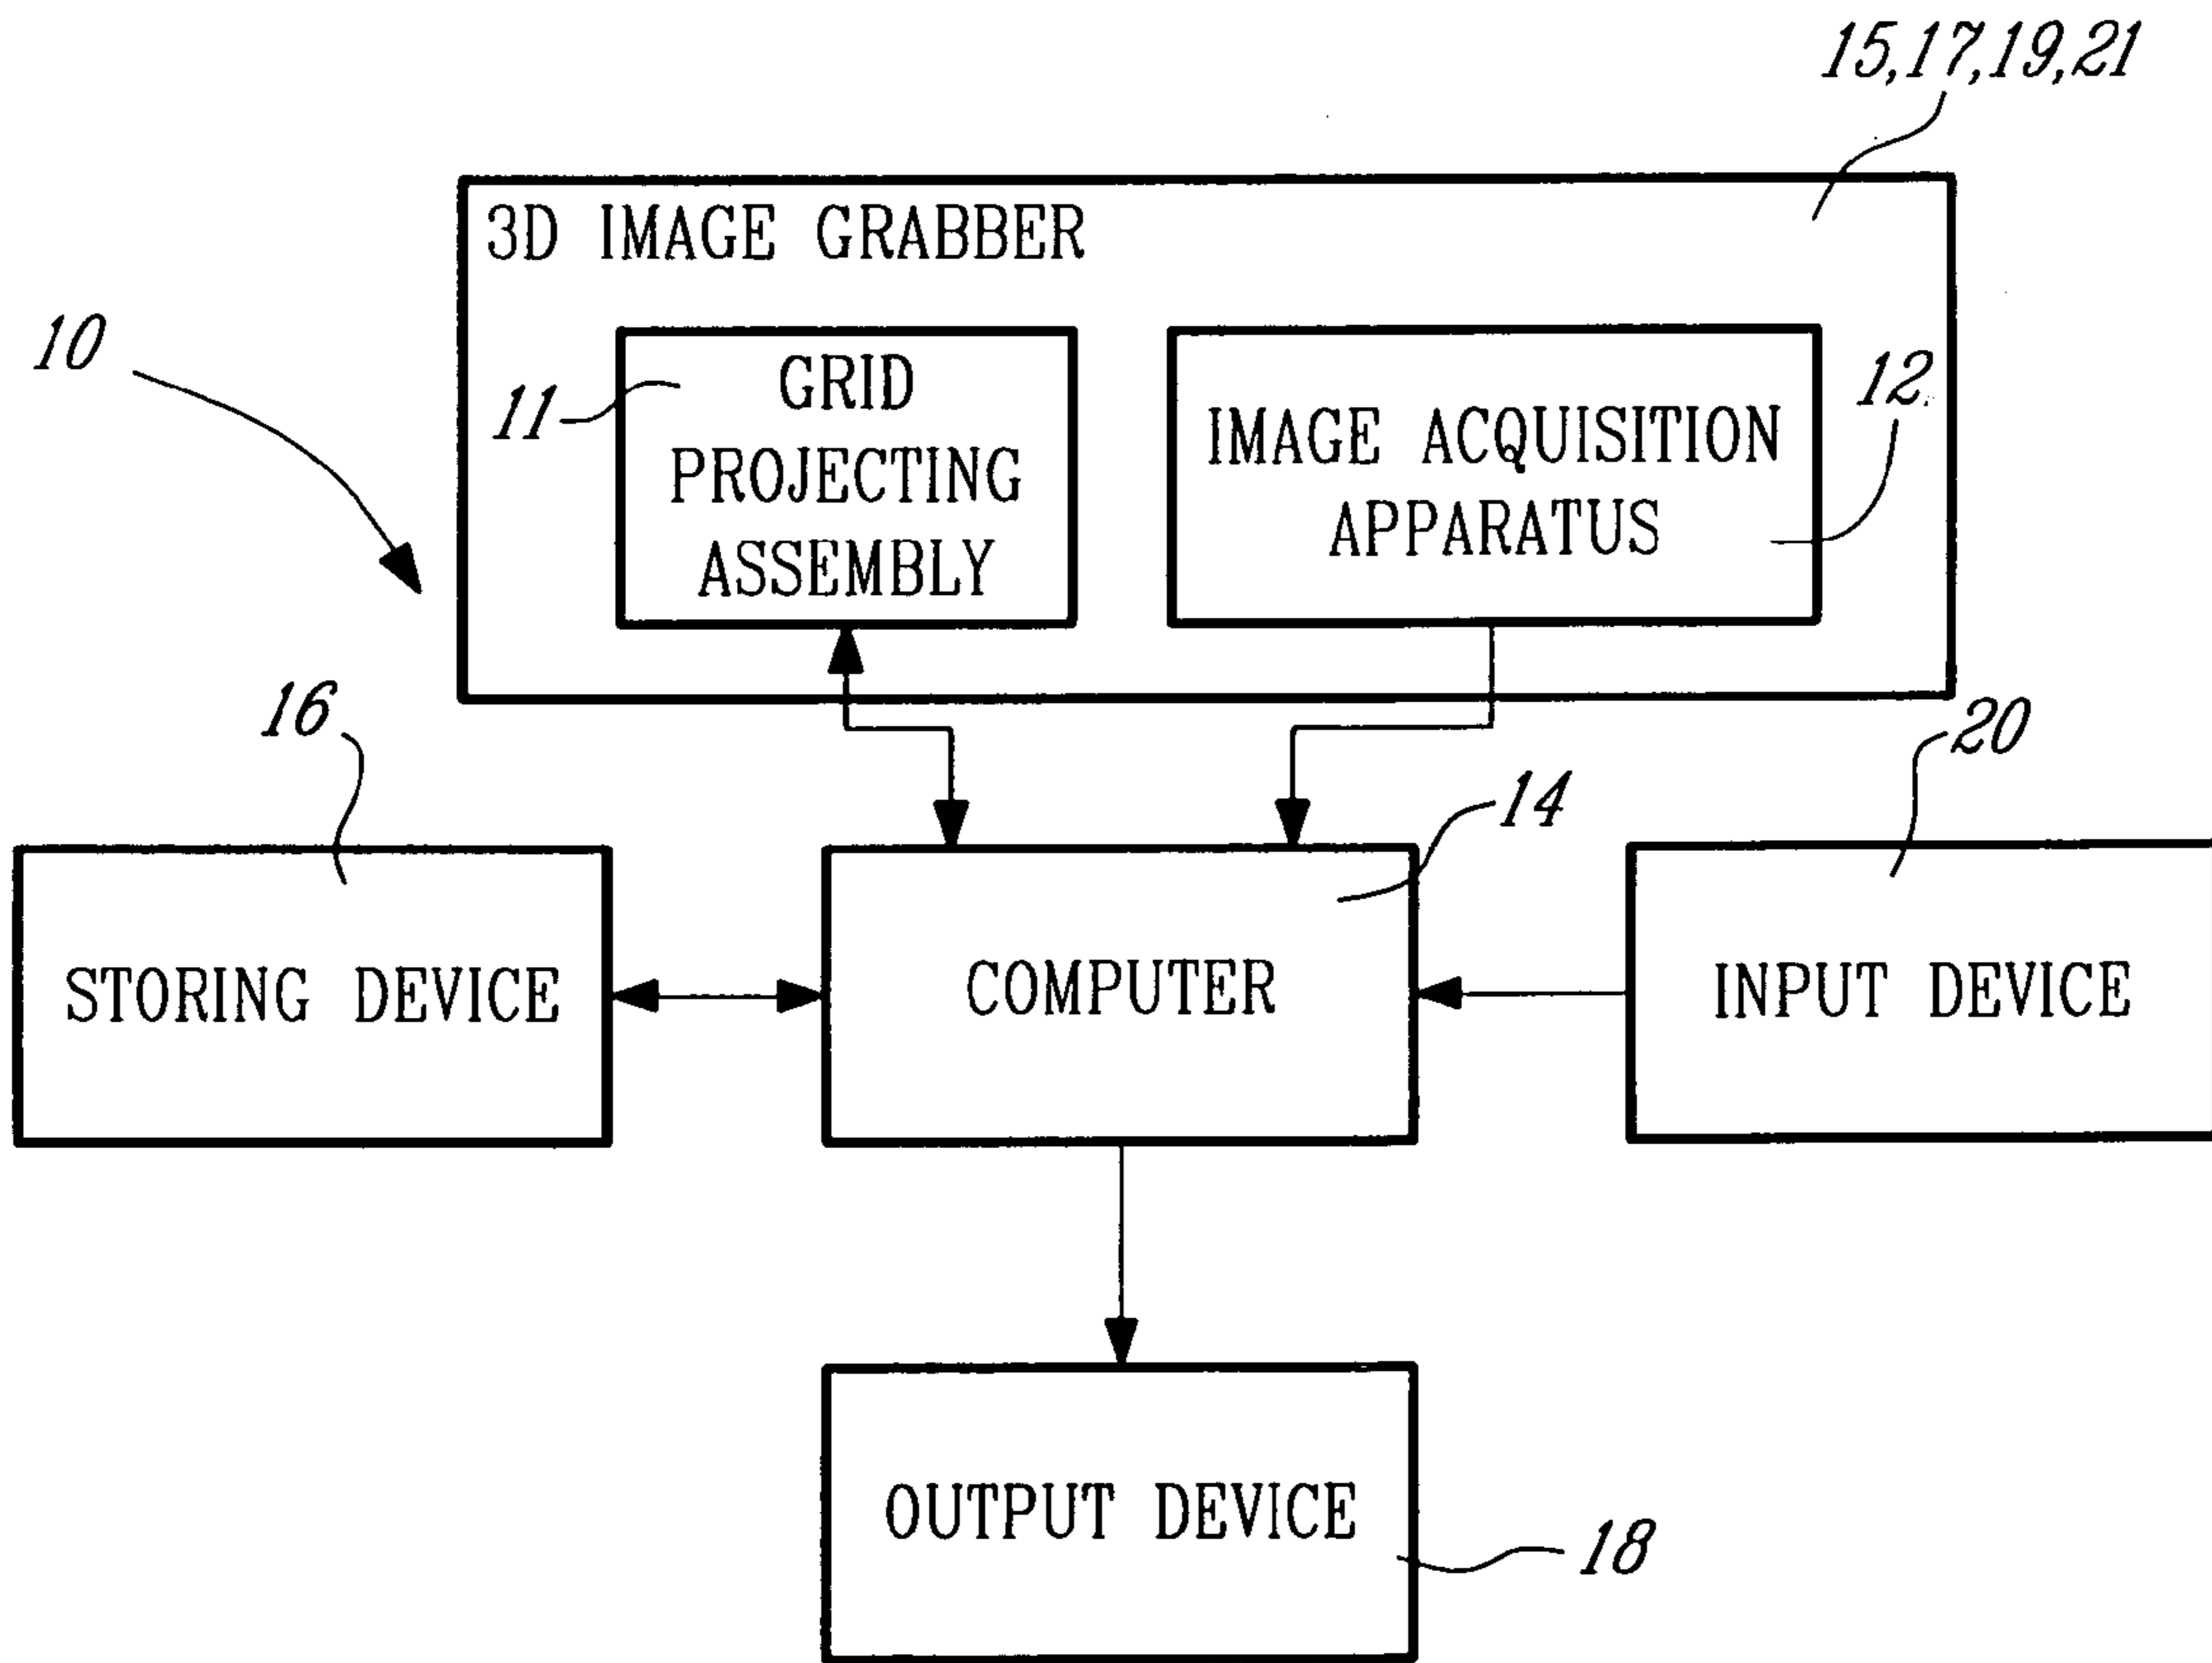 15,17,19,21
3D IMAGE GRABBER
10
11
GRID
PROJECTING
ASSEMBLY
IMAGE ACQUISITION
APPARATUS
12
16
20
14
STORING DEVICE
COMPUTER
INPUT DEVICE
OUTPUT DEVICE
18